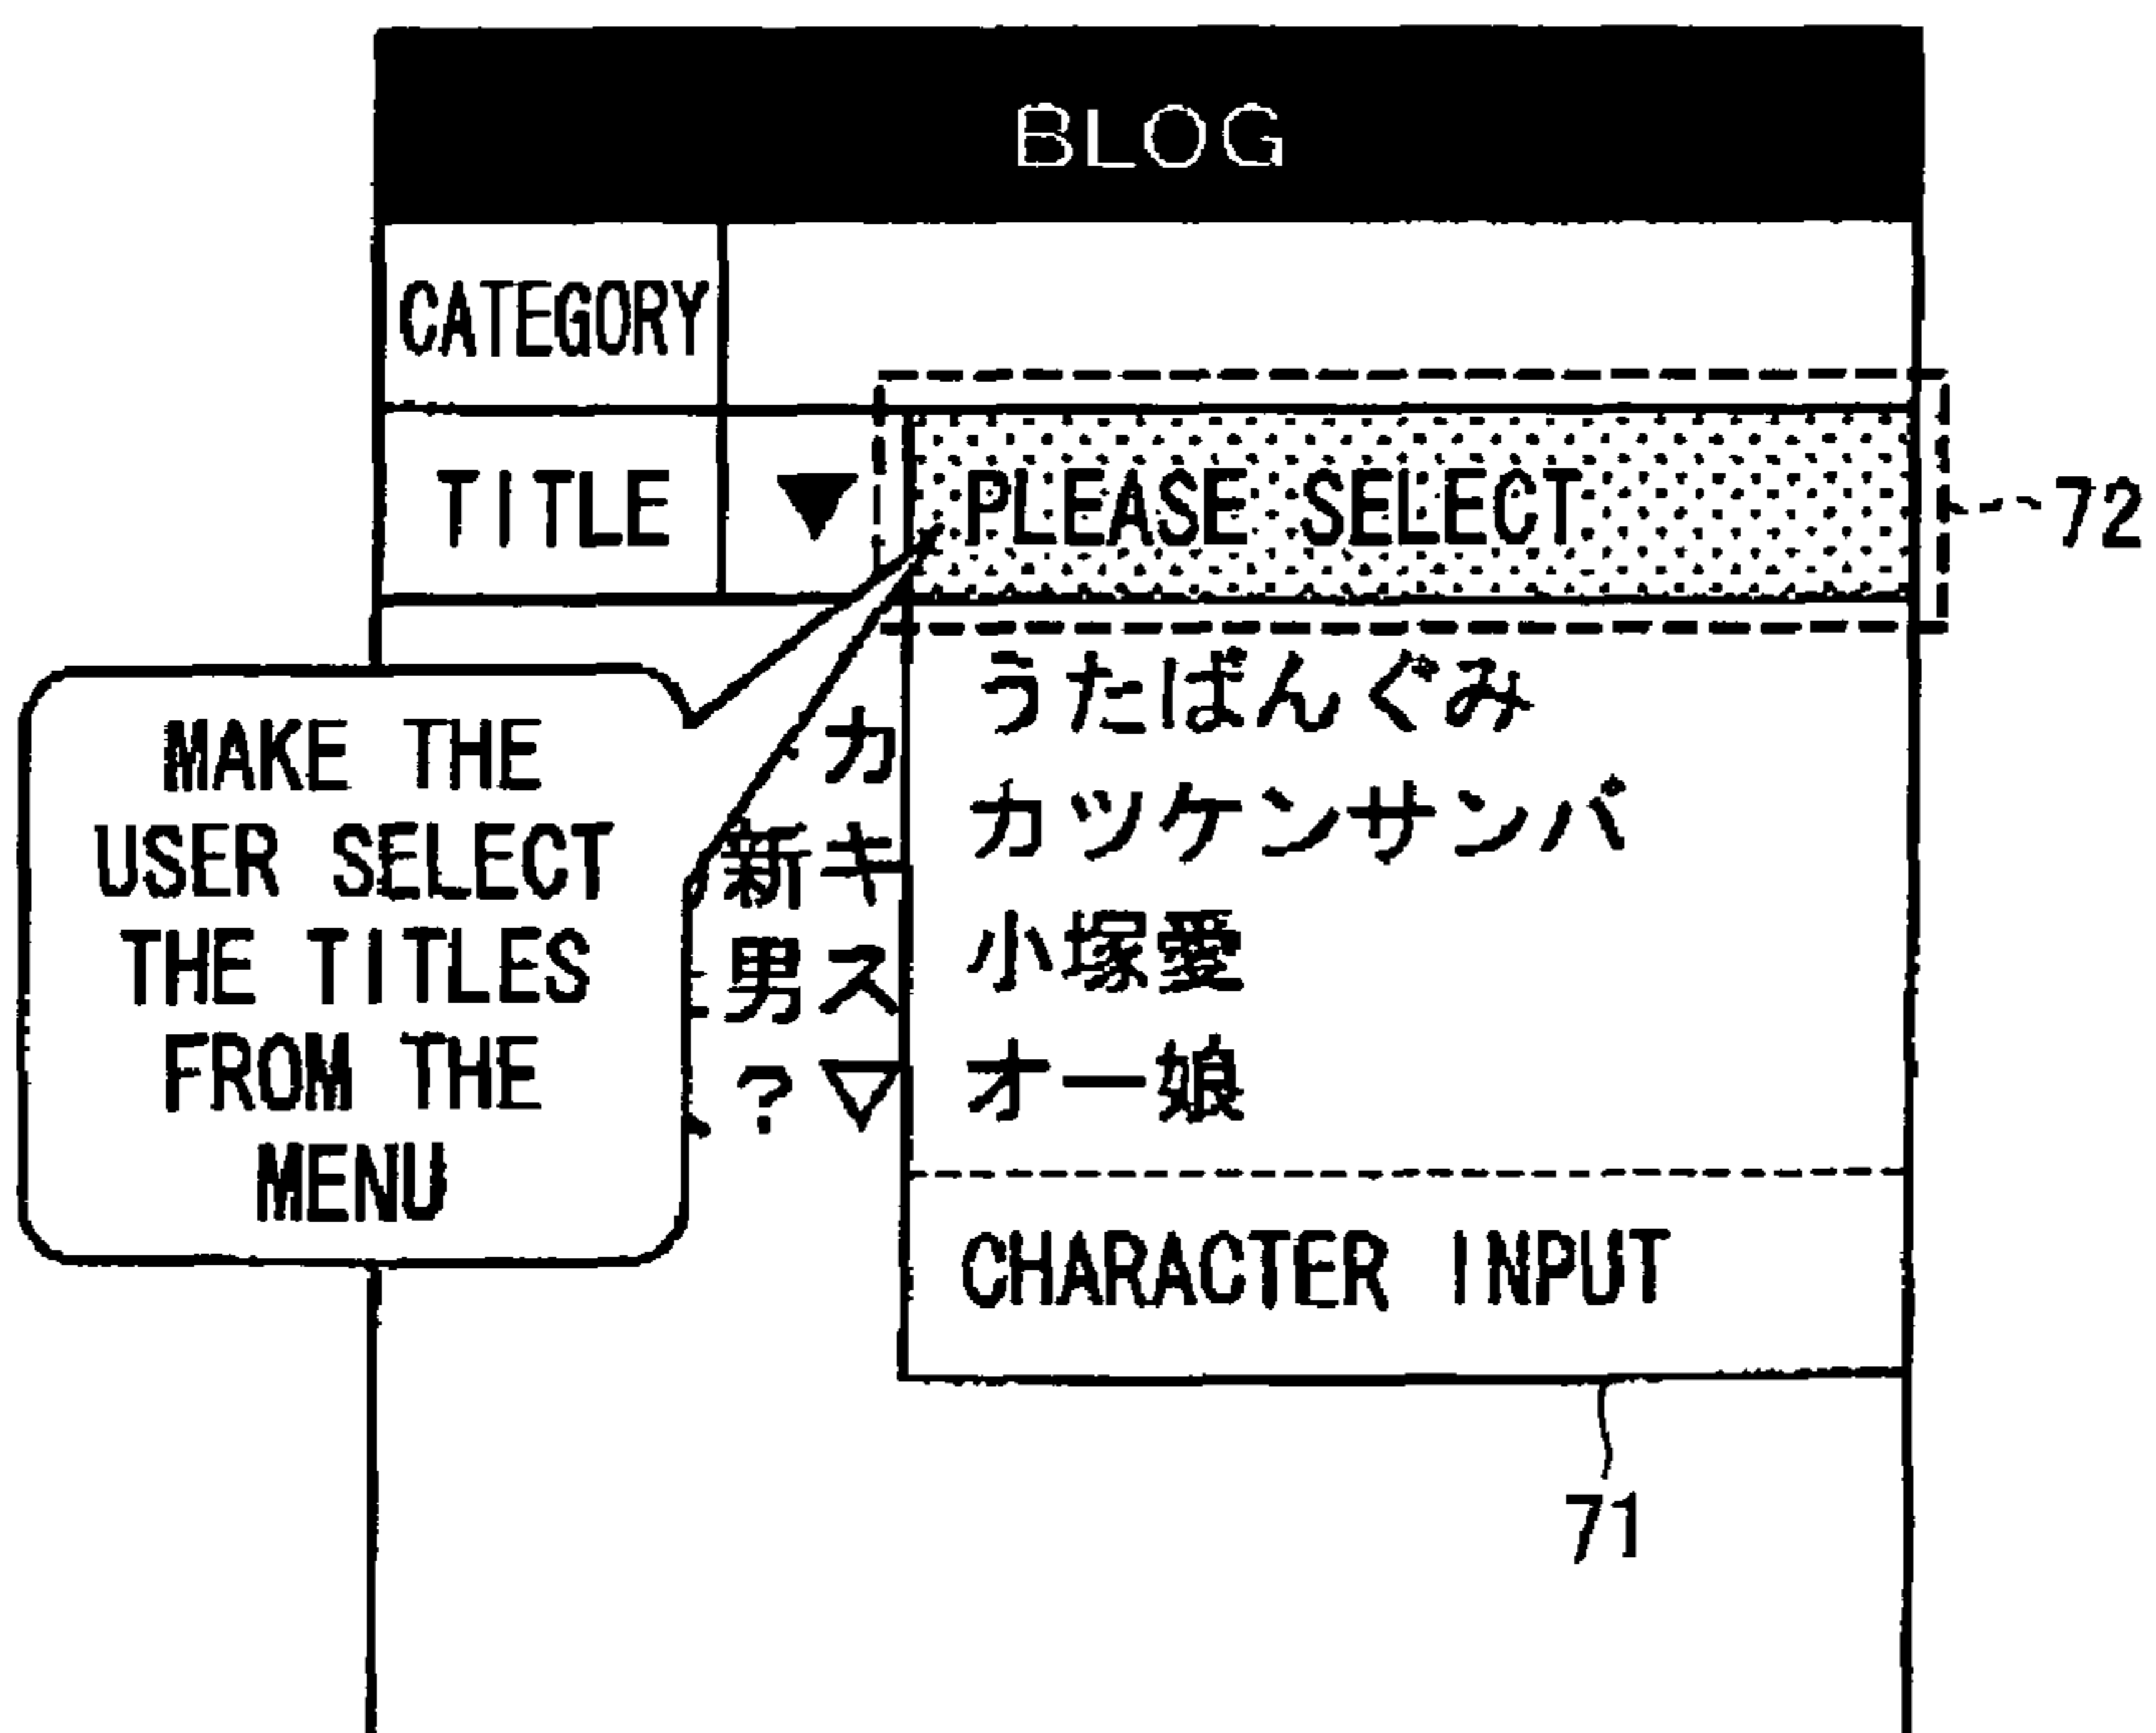 BLOG
CATEGORY
TITLE ▼ PLEASE SELECT
72
MAKE THE
USER SELECT
THE TITLES
FROM THE
MENU
カ
新キ
男ス
?▽
うたばんぐみ
カツケンサンバ
小塚愛
オー娘
CHARACTER INPUT
71